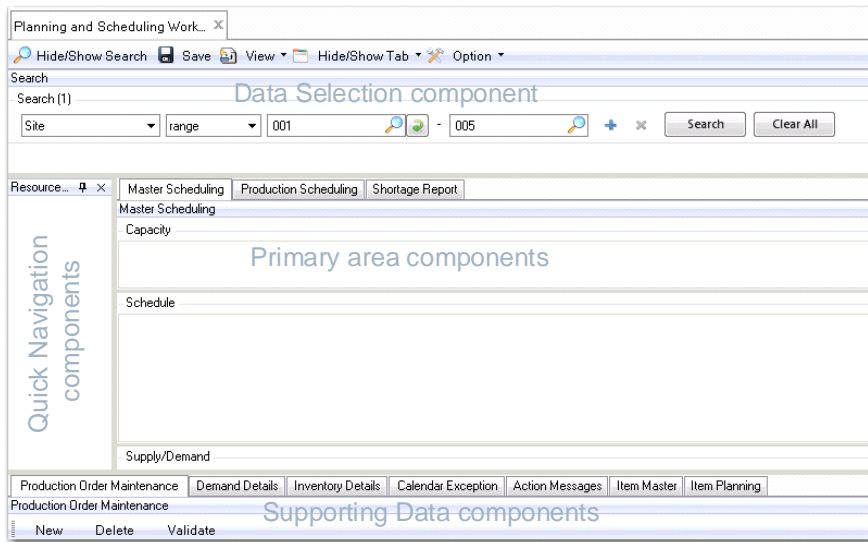 Planning and Scheduling Work...
Hide/Show Search Save View Hide/Show Tab Option
Search
Search (1)
Data Selection component
Site range 001 - 005 Search Clear All
Resource...
Quick Navigation
components
Master Scheduling Production Scheduling Shortage Report
Master Scheduling
Capacity
Primary area components
Schedule
Supply/Demand
Production Order Maintenance Demand Details Inventory Details Calendar Exception Action Messages Item Master Item Planning
Production Order Maintenance
Supporting Data components
New Delete Validate